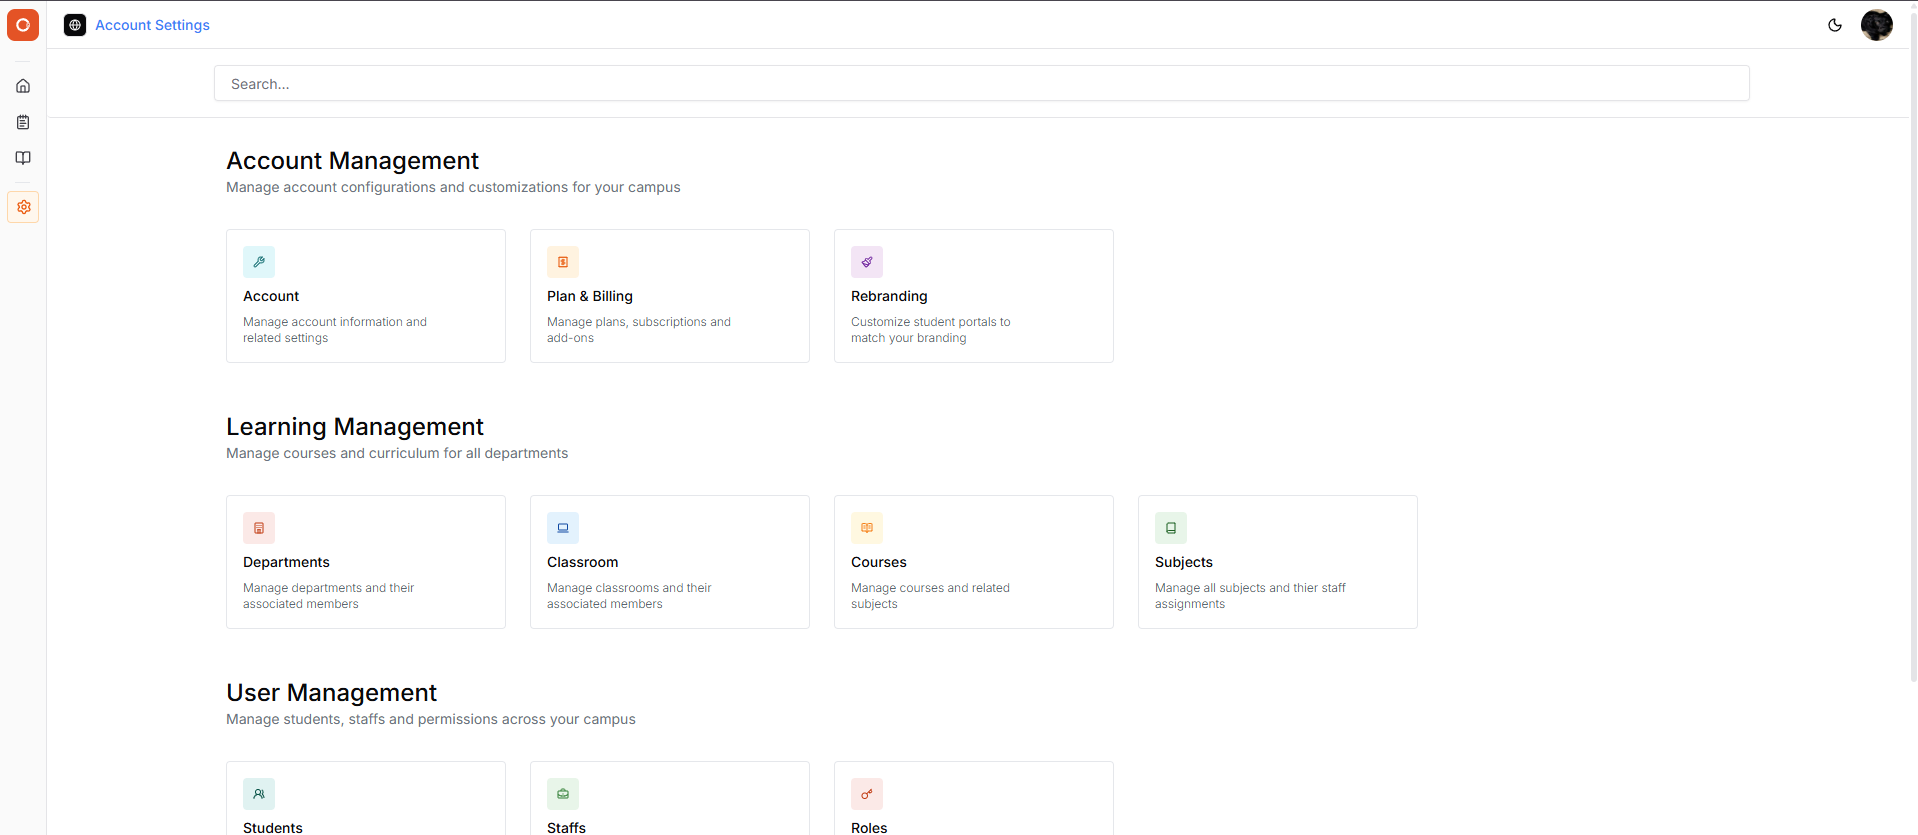 Account Settings
Search...
Account Management
Manage account configurations and customizations for your campus
Account
Manage account information and
related settings
Plan & Billing
Manage plans, subscriptions and
add-ons
Rebranding
Customize student portals to
match your branding
Learning Management
Manage courses and curriculum for all departments
Departments
Manage departments and their
associated members
Classroom
Manage classrooms and their
associated members
Courses
Manage courses and related
subjects
Subjects
Manage all subjects and thier staff
assignments
User Management
Manage students, staffs and permissions across your campus
Students
Staffs
Roles